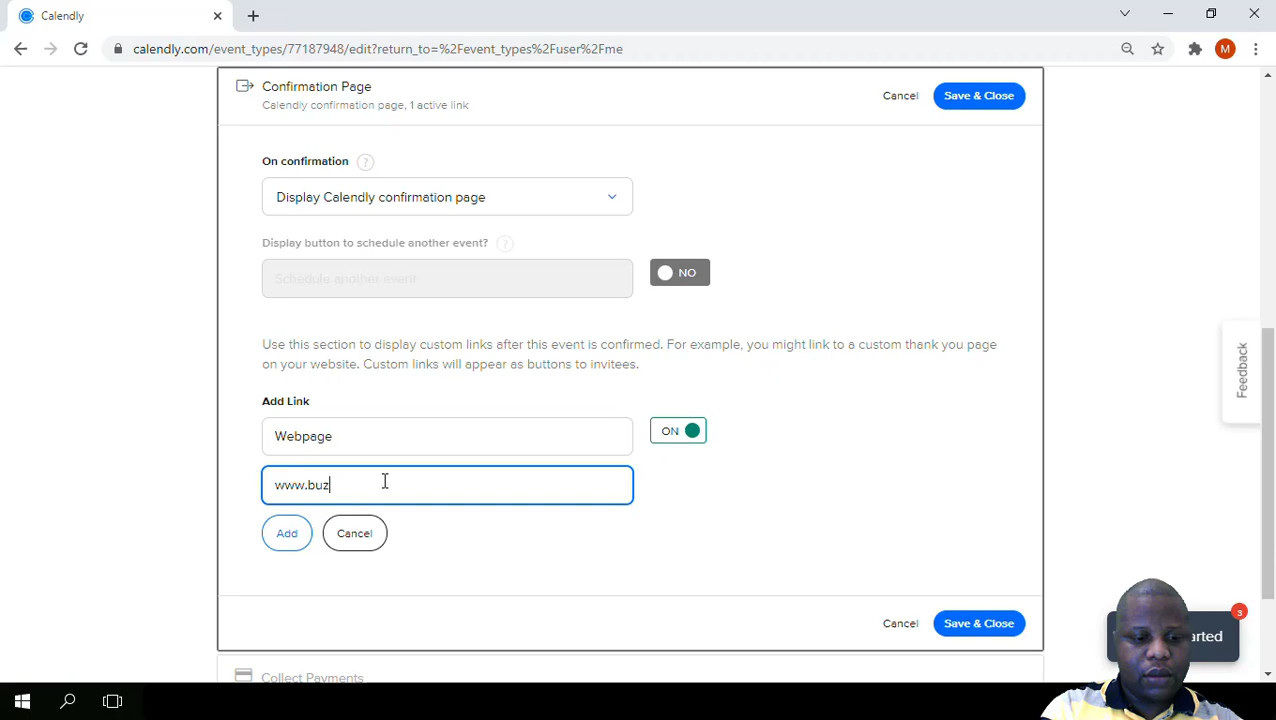 Calendly
calendly.com/event_types/77187948/edit?return_to=%2Fevent_types%2Fuser%2Fme
M
Confirmation Page
Calendly confirmation page, 1 active link
Cancel
Save & Close
On confirmation ?
Display Calendly confirmation page
Display button to schedule another event? ?
Schedule another event
NO
Use this section to display custom links after this event is confirmed. For example, you might link to a custom thank you page
on your website. Custom links will appear as buttons to invitees.
Add Link
Webpage
ON
www.buz
Add
Cancel
Feedback
Cancel
Save & Close
3
arted
Collect Payments